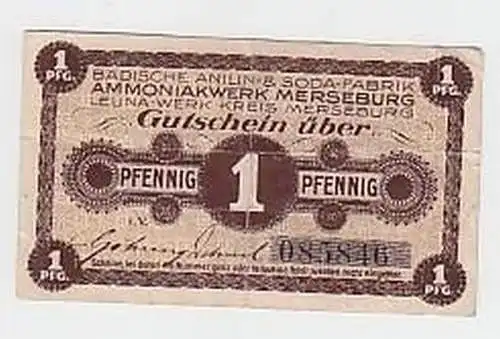 1 PFG. 1 PFG.
BADISCHE ANILIN- & SODA-FABRIK
AMMONIAKWERK MERSEBURG
LEUNA-WERK KREIS MERSEBURG
Gutschein über
PFENNIG 1 PFENNIG
i.V.
085846
1 PFG. 1 PFG.